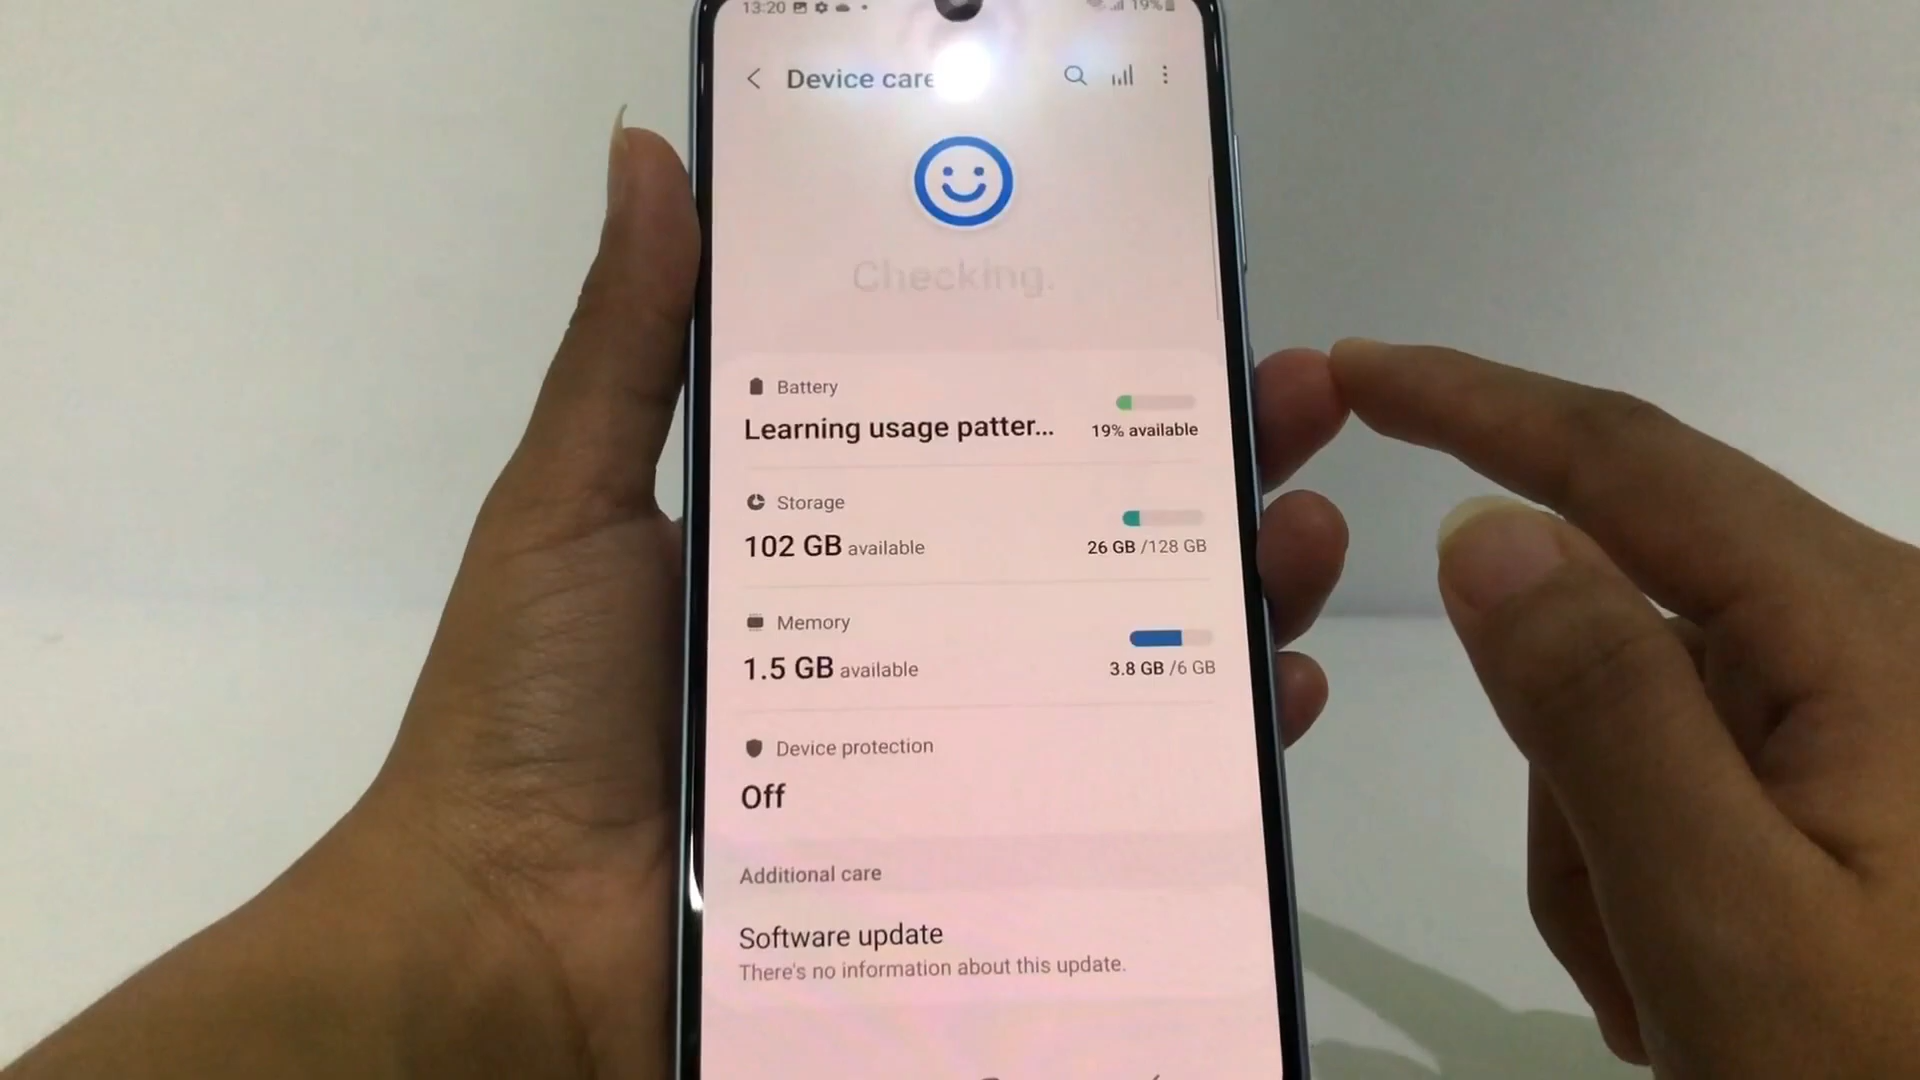 13:20 19%
Device care
Checking.
Battery
Learning usage patter...
19% available
Storage
102 GB available
26 GB /128 GB
Memory
1.5 GB available
3.8 GB /6 GB
Device protection
Off
Additional care
Software update
There's no information about this update.